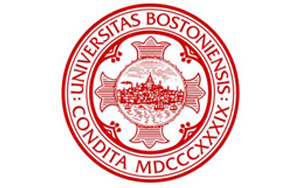 UNIVERSITAS BOSTONIENSIS
CONDITA MDCCCXXXIX